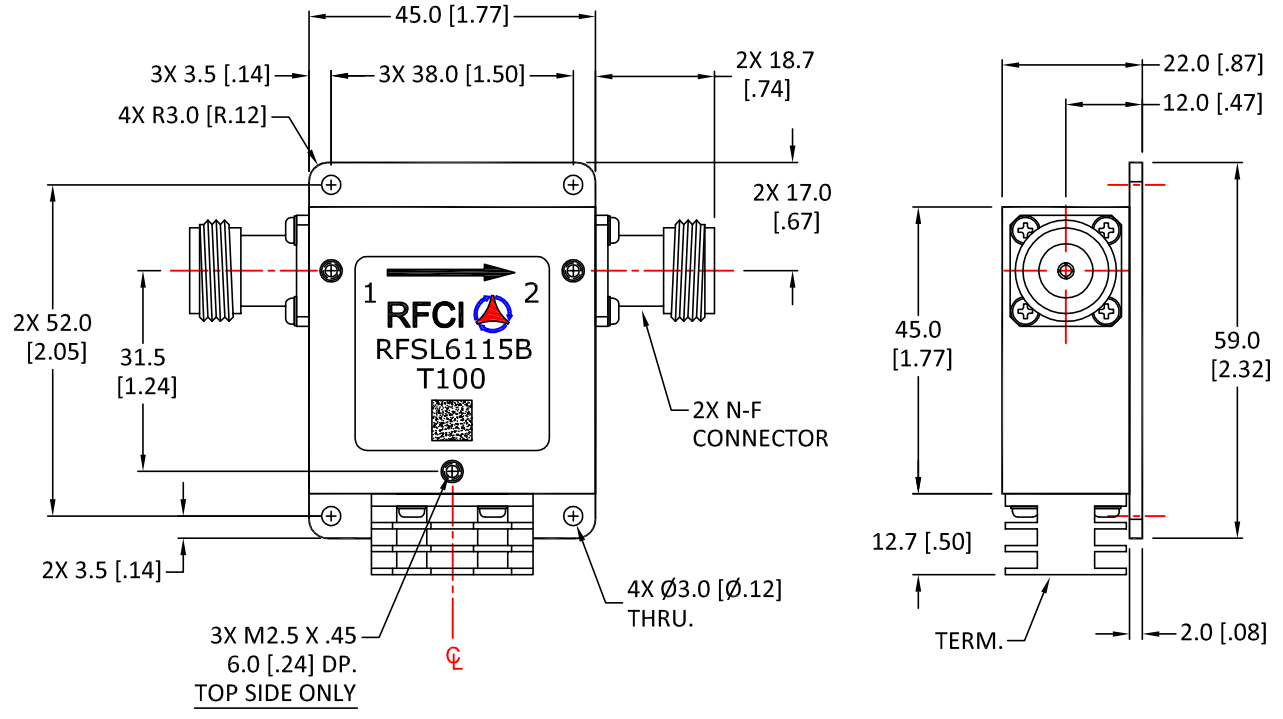 45.0 [1.77]
3X 3.5 [.14]
3X 38.0 [1.50]
2X 18.7
[.74]
4X R3.0 [R.12]
2X 17.0
[.67]
2X 52.0
[2.05]
31.5
[1.24]
1
2
RFCI
RFSL6115B
T100
2X N-F
CONNECTOR
2X 3.5 [.14]
3X M2.5 X .45
6.0 [.24] DP.
TOP SIDE ONLY
℄
4X Ø3.0 [Ø.12]
THRU.
22.0 [.87]
12.0 [.47]
45.0
[1.77]
59.0
[2.32]
12.7 [.50]
TERM.
2.0 [.08]